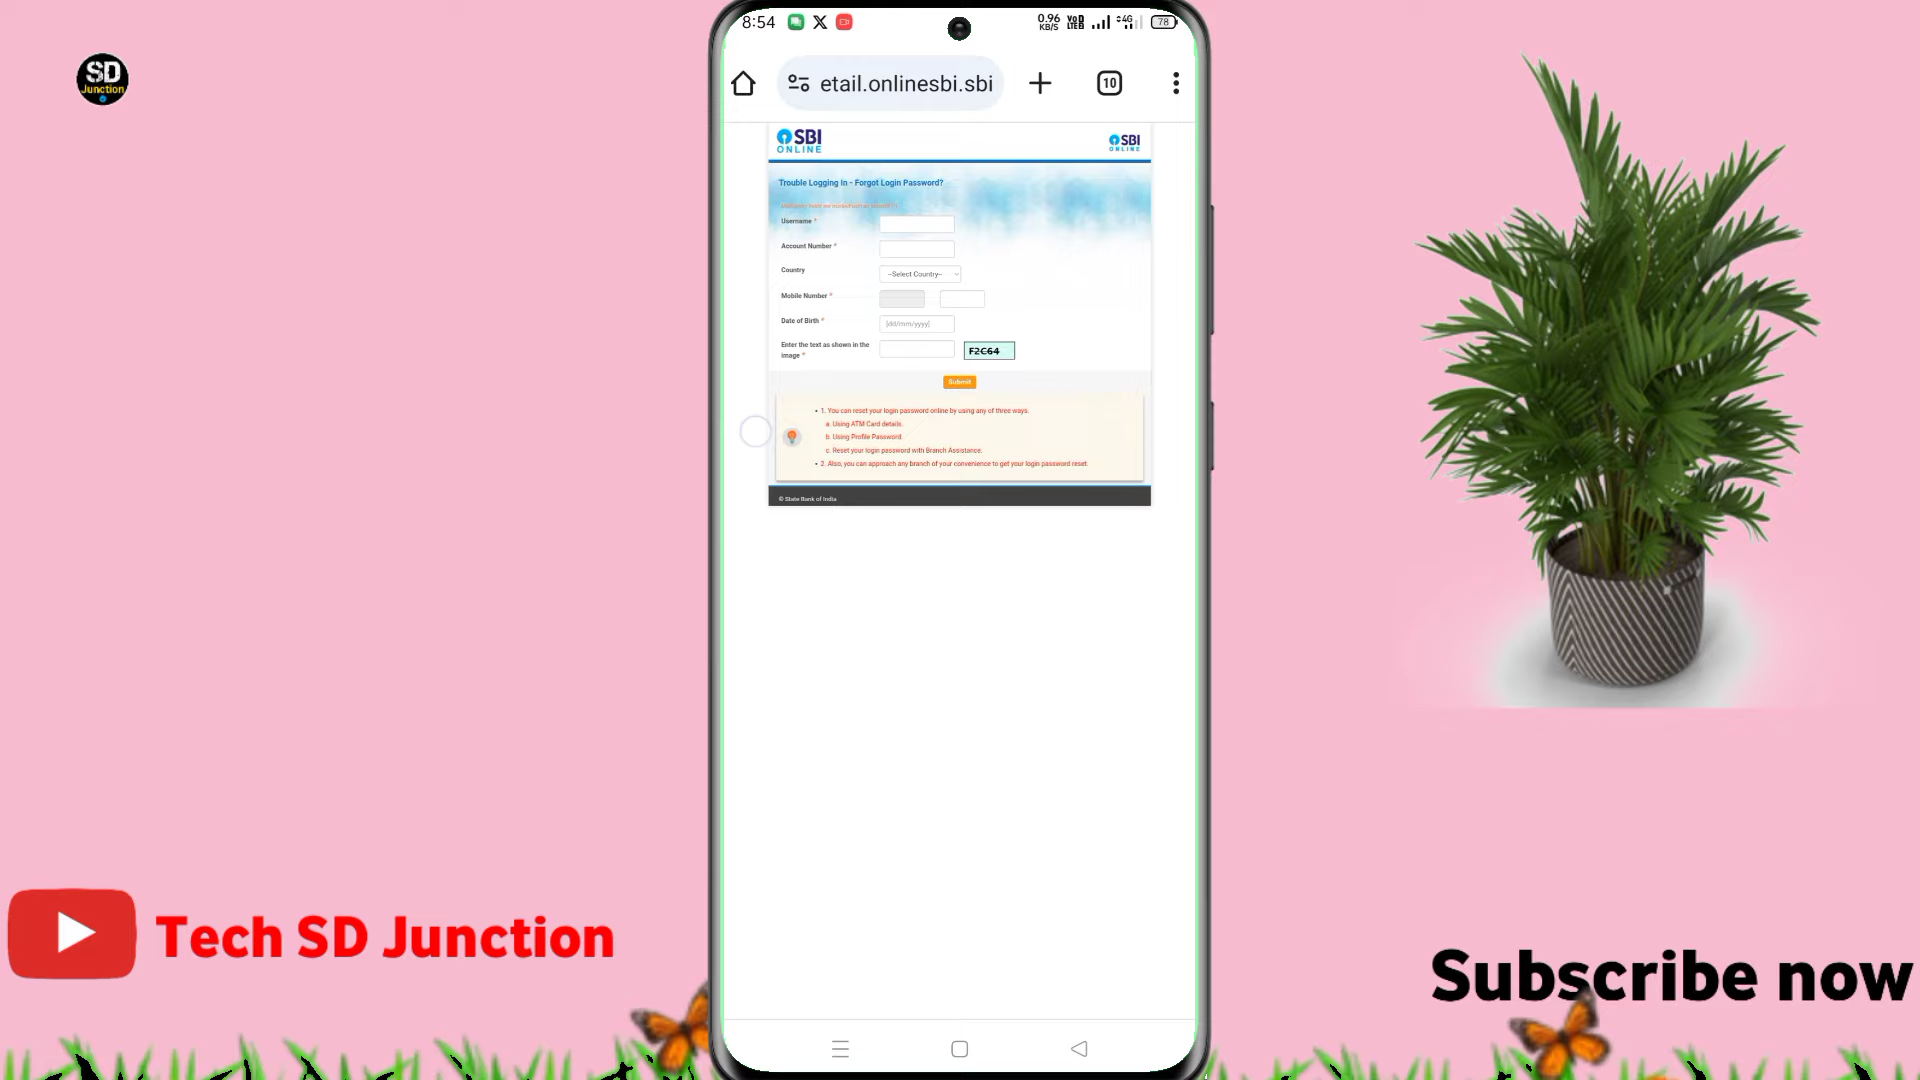 8:54
0.96
KB/S
VoD
LTE
4G
78
SD
Junction
etail.onlinesbi.sbi
10
SBI
ONLINE
SBI
ONLINE
Trouble Logging In - Forgot Login Password?
Username *
Account Number *
Country
--Select Country--
Mobile Number *
Date of Birth *
[dd/mm/yyyy]
Enter the text as shown in the
image *
F2C64
Submit
• 1. You can reset your login password online by using any of three ways.
a. Using ATM Card details.
b. Using Profile Password.
c. Reset your login password with Branch Assistance.
• 2. Also, you can approach any branch of your convenience to get your login password reset.
© State Bank of India
Tech SD Junction
Subscribe now